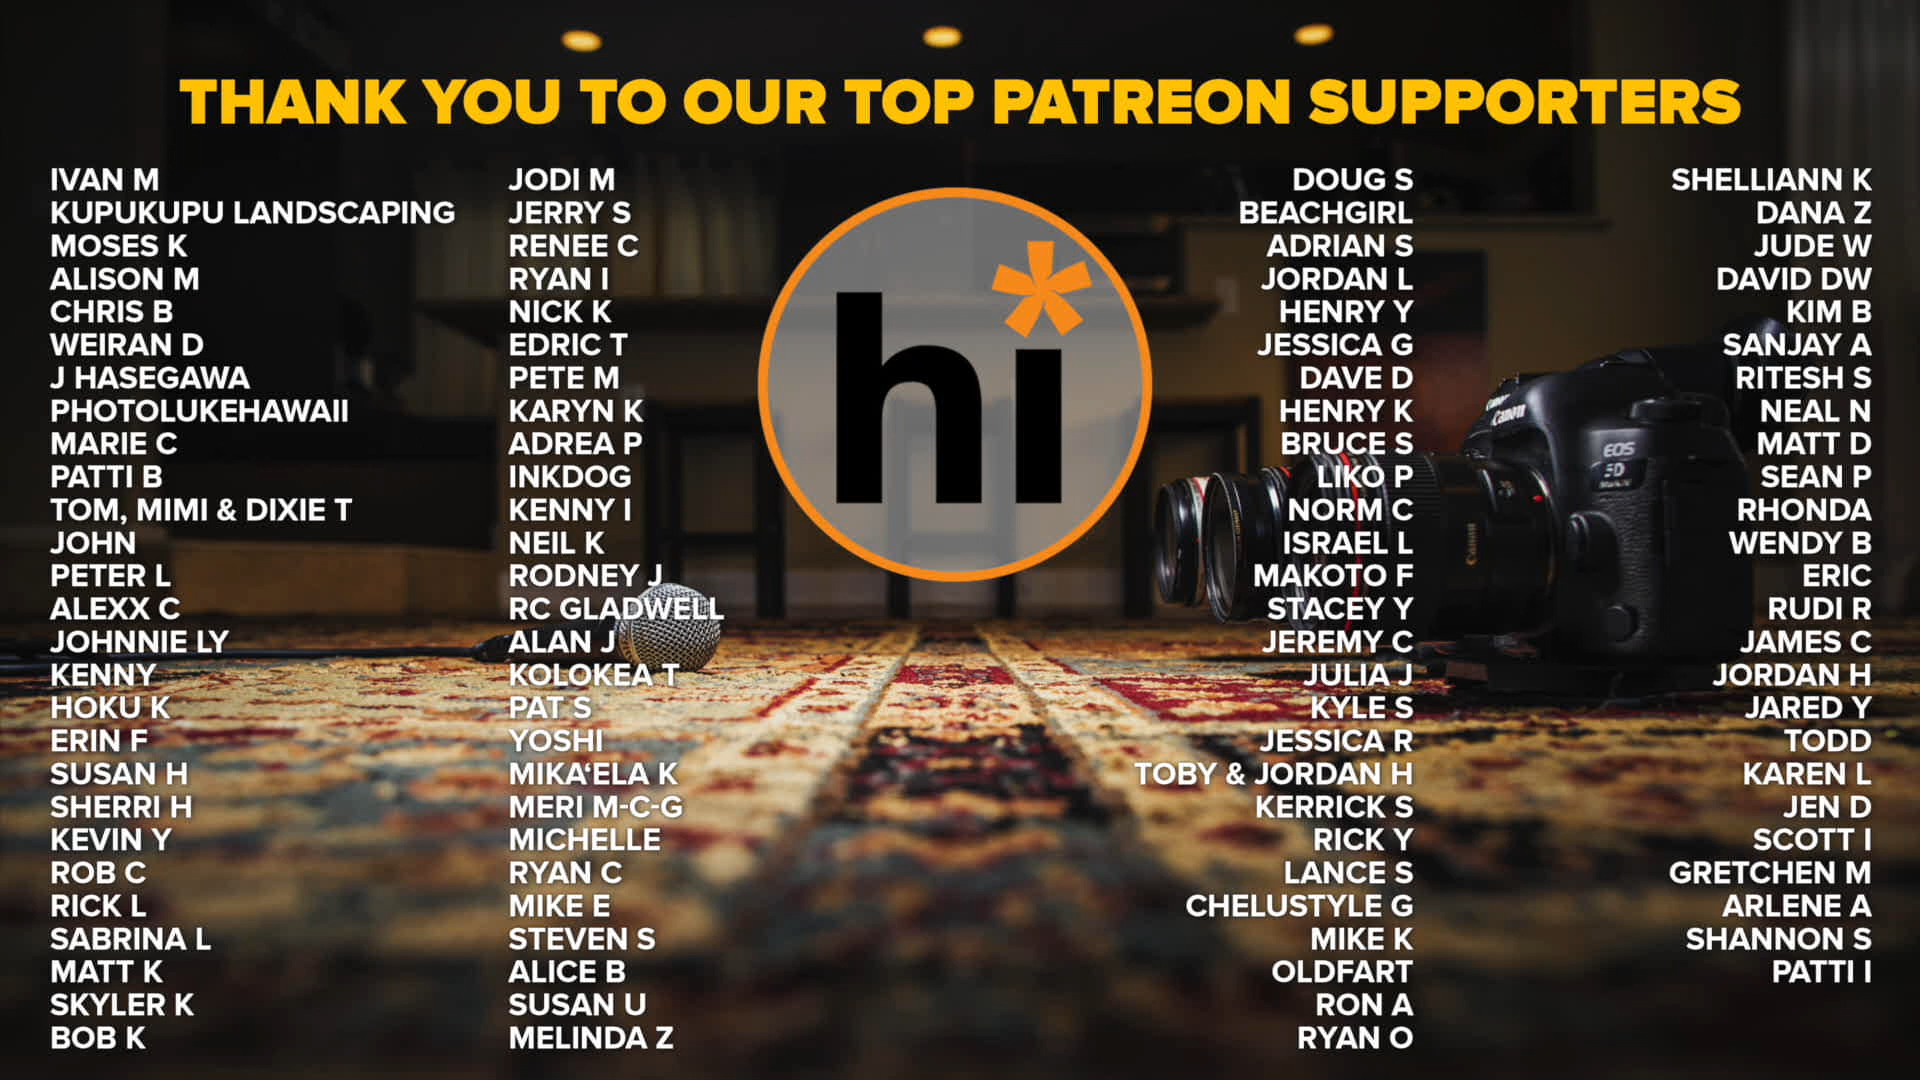 THANK YOU TO OUR TOP PATREON SUPPORTERS
IVAN M
KUPUKUPU LANDSCAPING
MOSES K
ALISON M
CHRIS B
WEIRAN D
J HASEGAWA
PHOTOLUKEHAWAII
MARIE C
PATTI B
TOM, MIMI & DIXIE T
JOHN
PETER L
ALEXX C
JOHNNIE LY
KENNY
HOKU K
ERIN F
SUSAN H
SHERRI H
KEVIN Y
ROB C
RICK L
SABRINA L
MATT K
SKYLER K
BOB K
JODI M
JERRY S
RENEE C
RYAN I
NICK K
EDRIC T
PETE M
KARYN K
ADREA P
INKDOG
KENNY I
NEIL K
RODNEY J
RC GLADWELL
ALAN J
KOLOKEA T
PAT S
YOSHI
MIKA‘ELA K
MERI M-C-G
MICHELLE
RYAN C
MIKE E
STEVEN S
ALICE B
SUSAN U
MELINDA Z
hi*
DOUG S
BEACHGIRL
ADRIAN S
JORDAN L
HENRY Y
JESSICA G
DAVE D
HENRY K
BRUCE S
LIKO P
NORM C
ISRAEL L
MAKOTO F
STACEY Y
JEREMY C
JULIA J
KYLE S
JESSICA R
TOBY & JORDAN H
KERRICK S
RICK Y
LANCE S
CHELUSTYLE G
MIKE K
OLDFART
RON A
RYAN O
Canon
EOS
5D
Canon
SHELLIANN K
DANA Z
JUDE W
DAVID DW
KIM B
SANJAY A
RITESH S
NEAL N
MATT D
SEAN P
RHONDA
WENDY B
ERIC
RUDI R
JAMES C
JORDAN H
JARED Y
TODD
KAREN L
JEN D
SCOTT I
GRETCHEN M
ARLENE A
SHANNON S
PATTI I